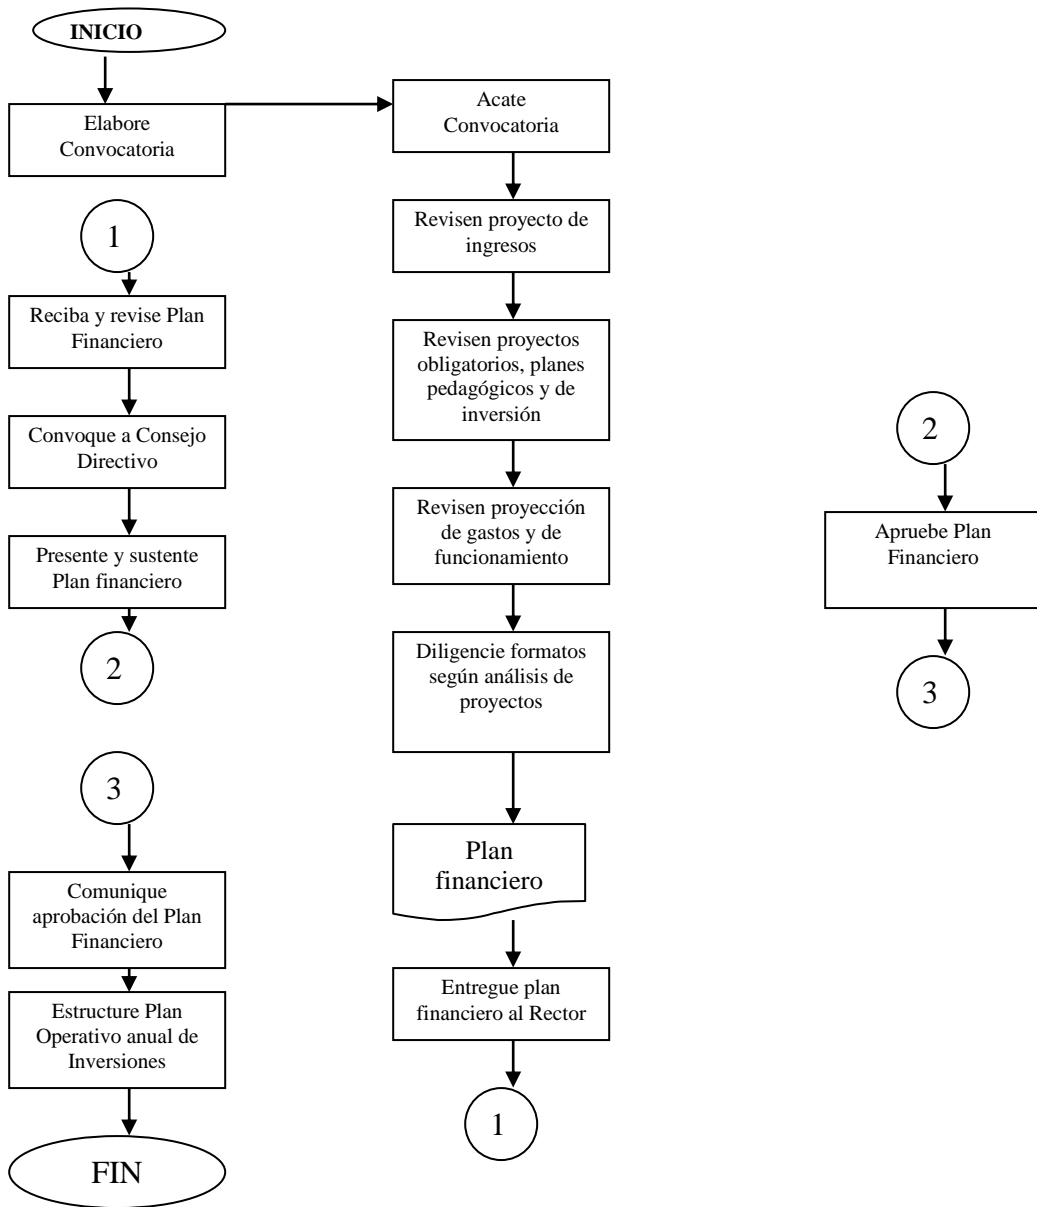 INICIO
Elabore
Convocatoria
1
Reciba y revise Plan
Financiero
Convoque a Consejo
Directivo
Presente y sustente
Plan financiero
2
3
Comunique
aprobación del Plan
Financiero
Estructure Plan
Operativo anual de
Inversiones
FIN
Acate
Convocatoria
Revisen proyecto de
ingresos
Revisen proyectos
obligatorios, planes
pedagógicos y de
inversión
Revisen proyección
de gastos y de
funcionamiento
Diligencie formatos
según análisis de
proyectos
Plan
financiero
Entregue plan
financiero al Rector
1
2
Apruebe Plan
Financiero
3